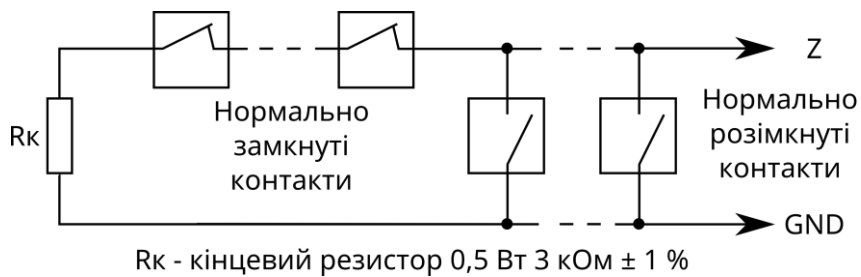 Z
Нормально
замкнуті
контакти
Нормально
розімкнуті
контакти
Rк
GND
Rк - кінцевий резистор 0,5 Вт 3 кОм ± 1 %